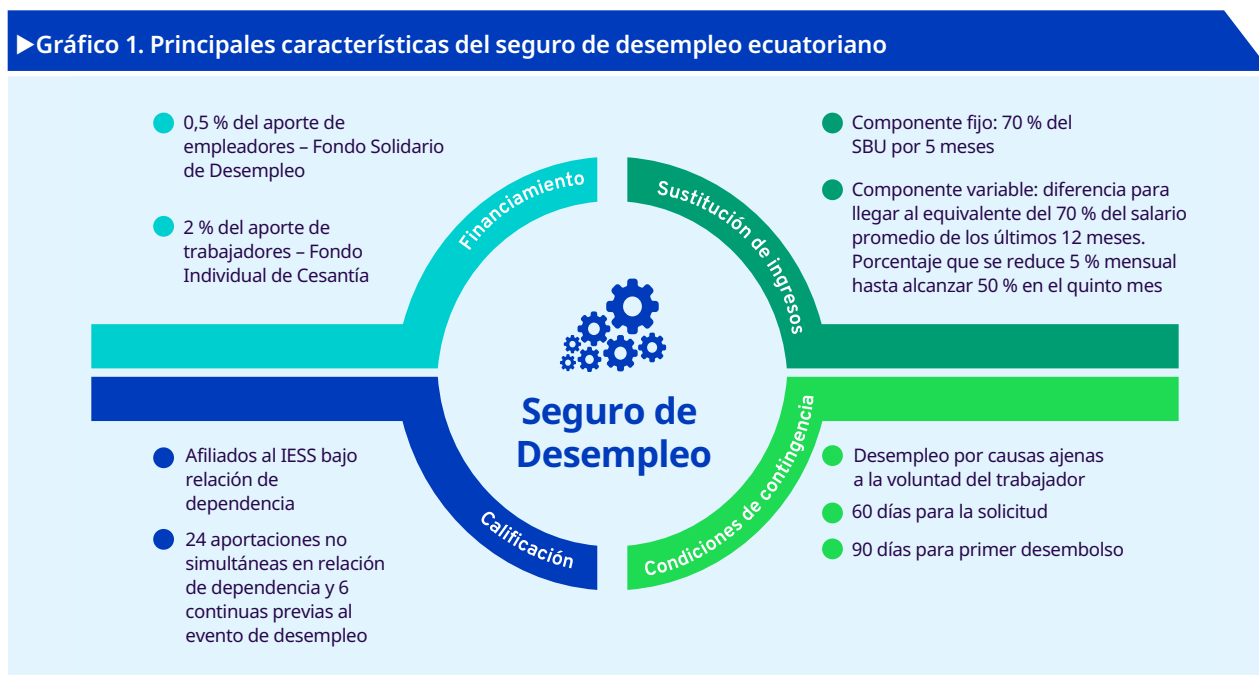 ▶Gráfico 1. Principales características del seguro de desempleo ecuatoriano
0,5 % del aporte de
empleadores – Fondo Solidario
de Desempleo
2 % del aporte de
trabajadores – Fondo
Individual de Cesantía
Financiamiento
Sustitución de ingresos
Componente fijo: 70 % del
SBU por 5 meses
Componente variable: diferencia para
llegar al equivalente del 70 % del salario
promedio de los últimos 12 meses.
Porcentaje que se reduce 5 % mensual
hasta alcanzar 50 % en el quinto mes
Seguro de
Desempleo
Afiliados al IESS bajo
relación de
dependencia
24 aportaciones no
simultáneas en relación
de dependencia y 6
continuas previas al
evento de desempleo
Calificación
Condiciones de contingencia
Desempleo por causas ajenas
a la voluntad del trabajador
60 días para la solicitud
90 días para primer desembolso